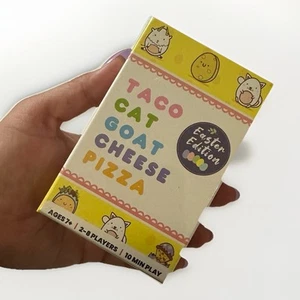 TACO
CAT
GOAT
CHEESE
PIZZA
Easter
Edition
AGES 7+ | 2-8 PLAYERS | 10 MIN PLAY